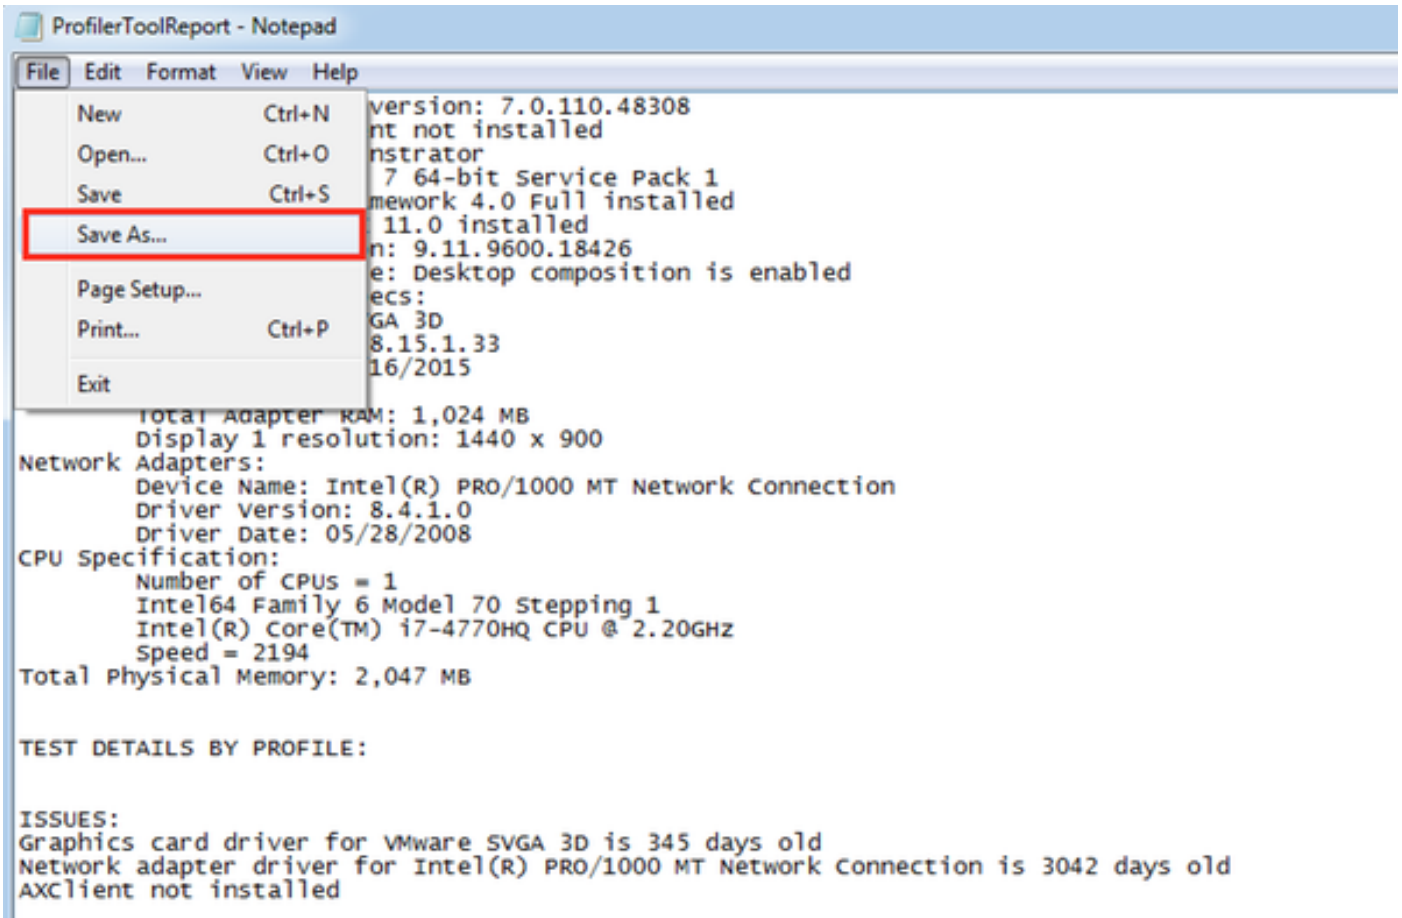 ProfilerToolReport - Notepad
File Edit Format View Help
New Ctrl+N
Open... Ctrl+O
Save Ctrl+S
Save As...
Page Setup...
Print... Ctrl+P
Exit
version: 7.0.110.48308
nt not installed
nstrator
7 64-bit Service Pack 1
mework 4.0 Full installed
11.0 installed
n: 9.11.9600.18426
e: Desktop composition is enabled
ecs:
GA 3D
8.15.1.33
16/2015
Total Adapter RAM: 1,024 MB
Display 1 resolution: 1440 x 900
Network Adapters:
Device Name: Intel(R) PRO/1000 MT Network Connection
Driver Version: 8.4.1.0
Driver Date: 05/28/2008
CPU Specification:
Number of CPUs = 1
Intel64 Family 6 Model 70 Stepping 1
Intel(R) Core(TM) i7-4770HQ CPU @ 2.20GHz
Speed = 2194
Total Physical Memory: 2,047 MB
TEST DETAILS BY PROFILE:
ISSUES:
Graphics card driver for VMware SVGA 3D is 345 days old
Network adapter driver for Intel(R) PRO/1000 MT Network Connection is 3042 days old
AXClient not installed